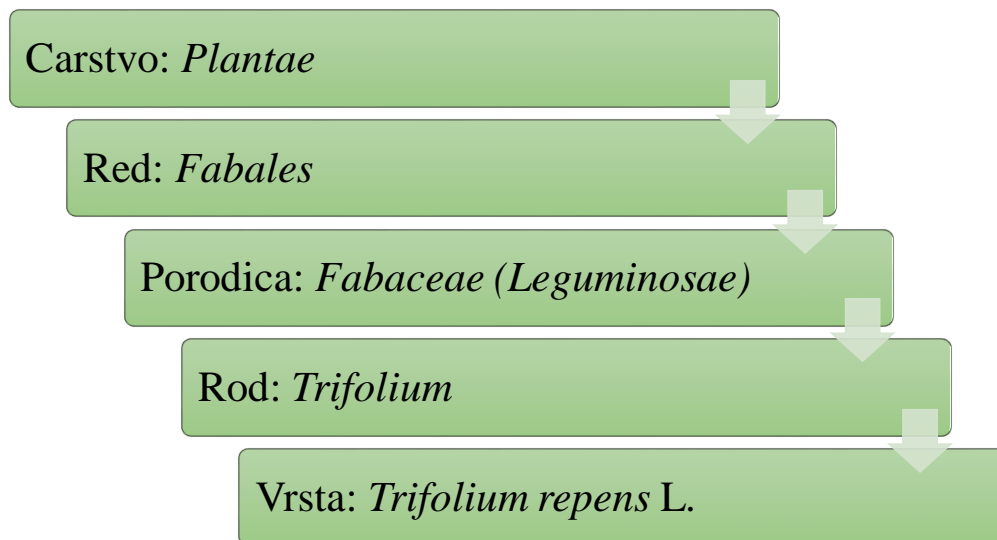 Carstvo: Plantae
Red: Fabales
Porodica: Fabaceae (Leguminosae)
Rod: Trifolium
Vrsta: Trifolium repens L.